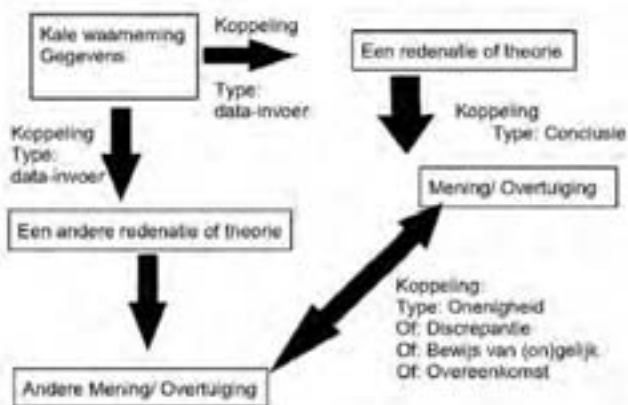 Kale waarneming
Gegevens
Koppeling
Type:
data-invoer
Een redenatie of theorie
Koppeling
Type: Conclusie
Mening/ Overtuiging
Koppeling
Type:
data-invoer
Een andere redenatie of theorie
Koppeling:
Type: Onenigheid
Of: Discrepantie
Of: Bewijs van (on)gelijk
Of: Overeenkomst
Andere Mening/ Overtuiging